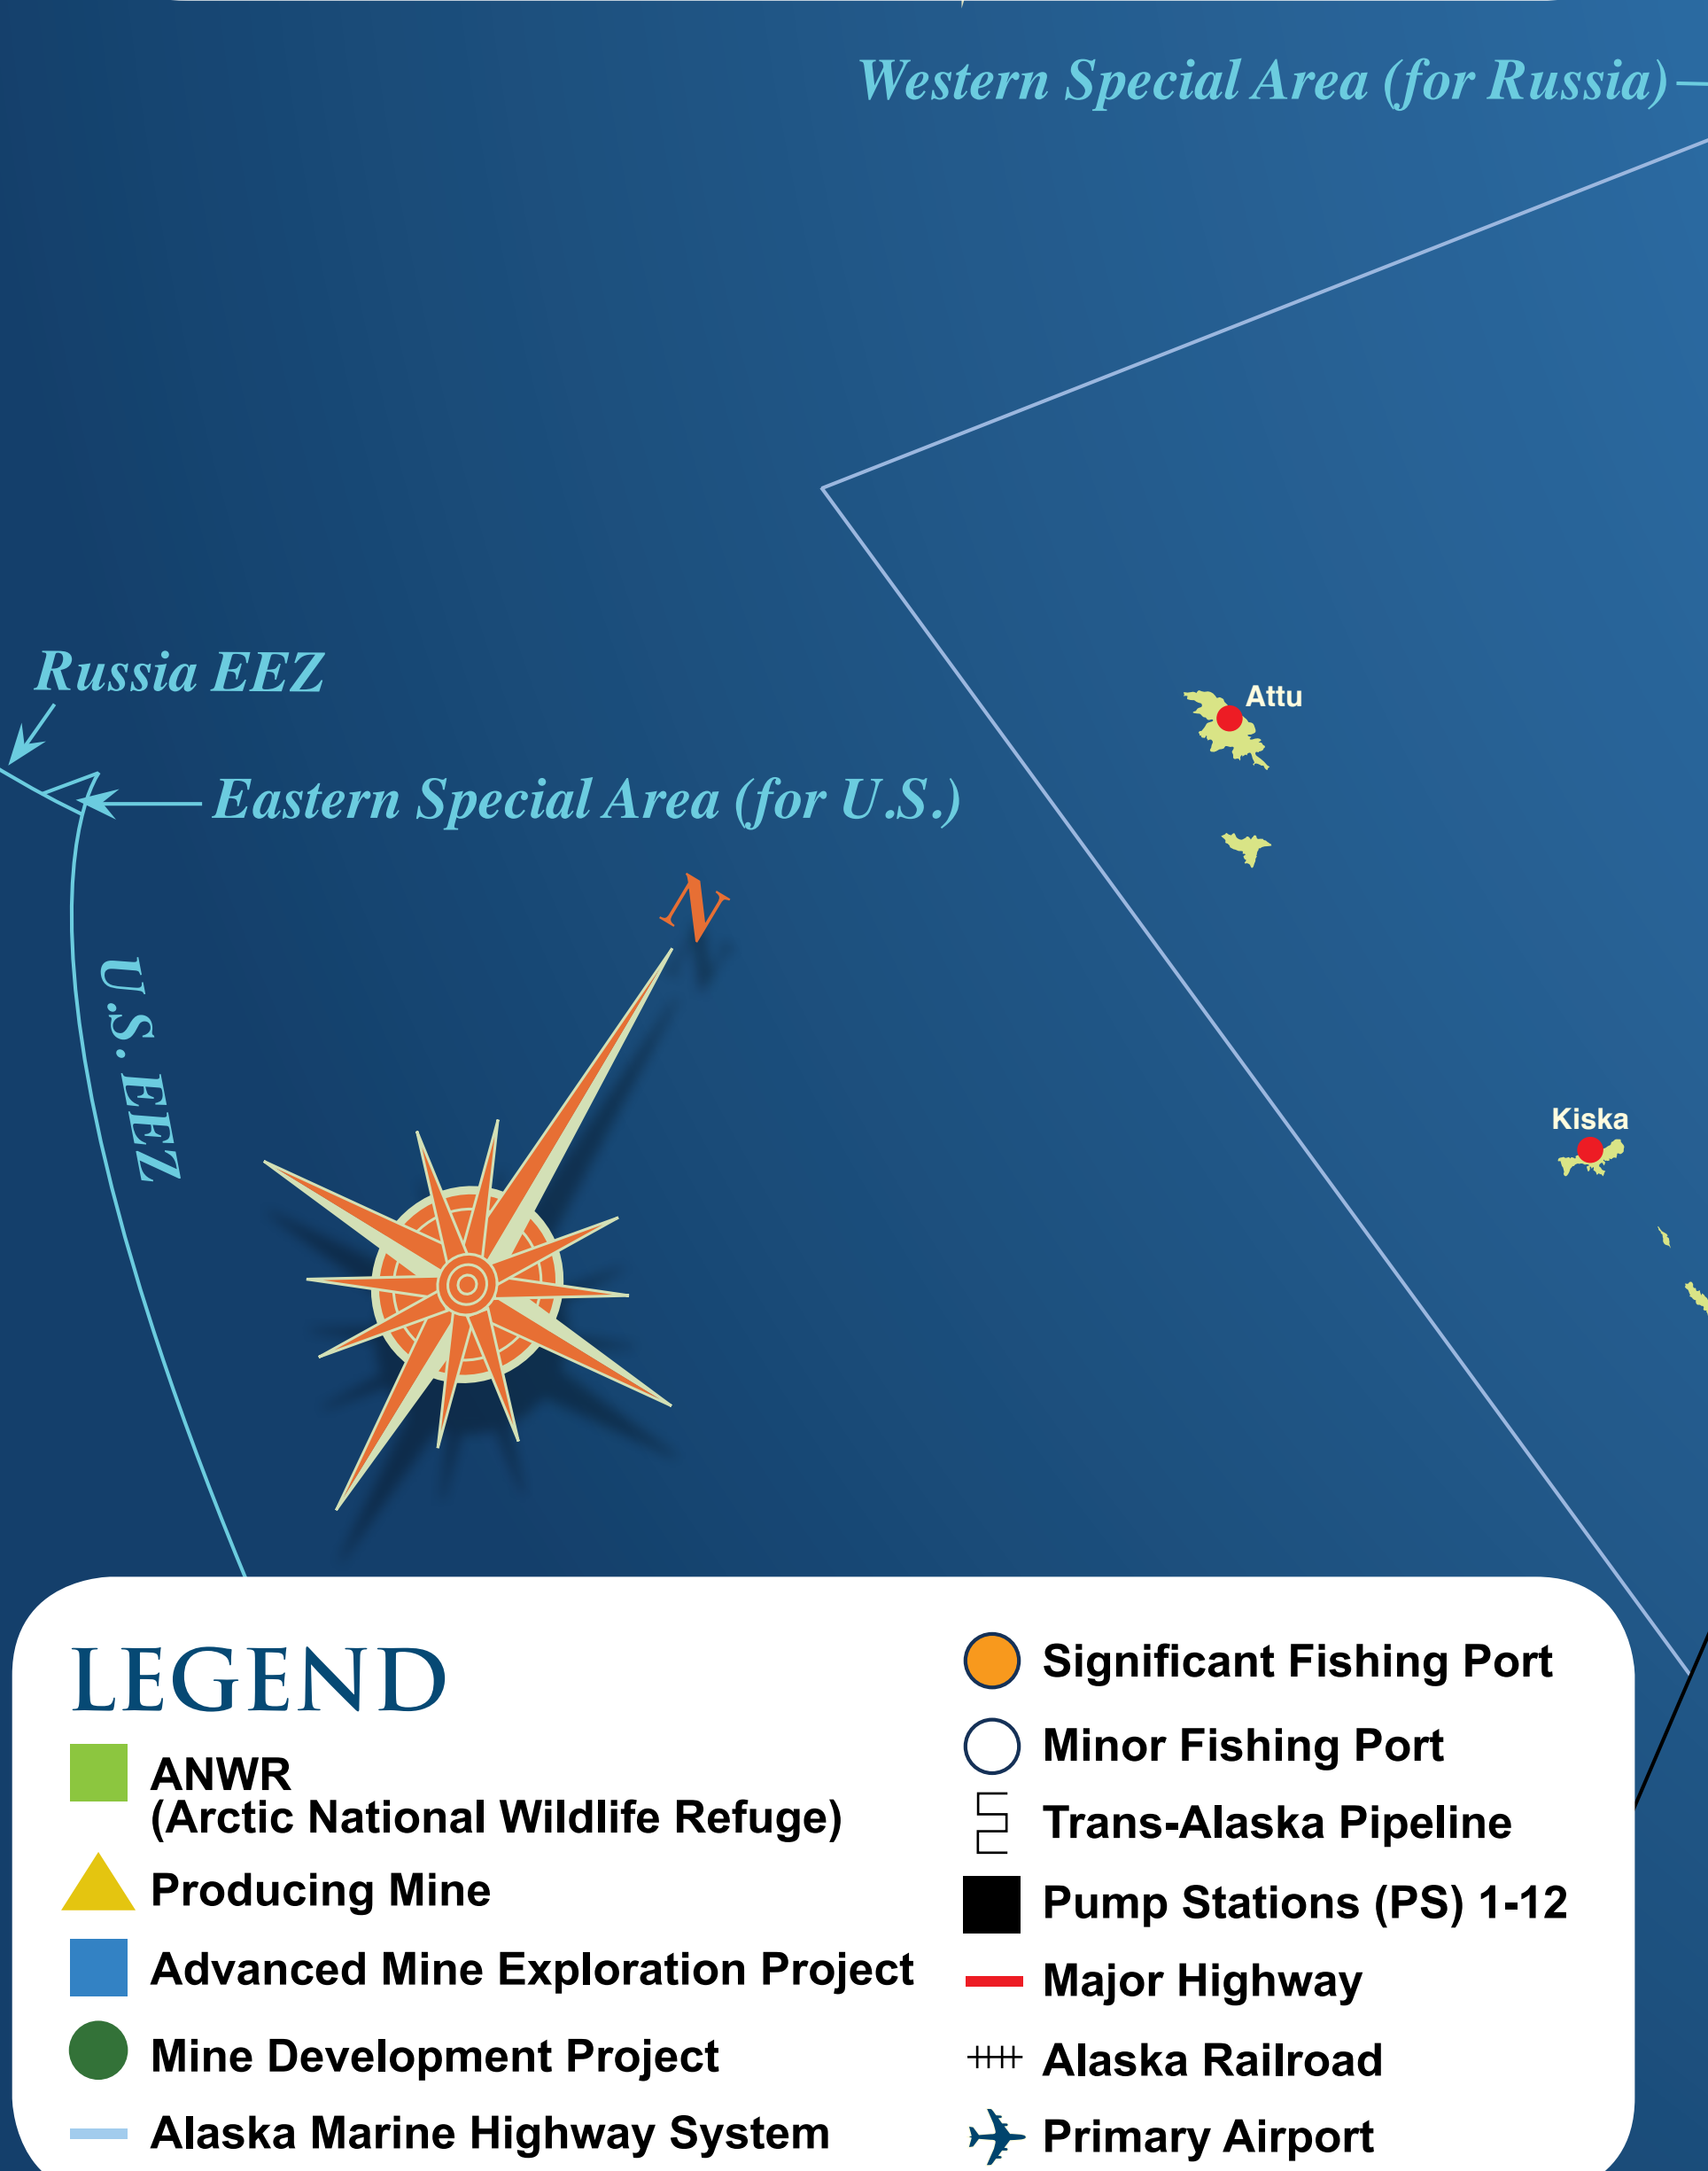 Western Special Area (for Russia)
Russia EEZ
Attu
Eastern Special Area (for U.S.)
N
U.S. EEZ
Kiska
LEGEND
ANWR
(Arctic National Wildlife Refuge)
Producing Mine
Advanced Mine Exploration Project
Mine Development Project
Alaska Marine Highway System
Significant Fishing Port
Minor Fishing Port
Trans-Alaska Pipeline
Pump Stations (PS) 1-12
Major Highway
Alaska Railroad
Primary Airport